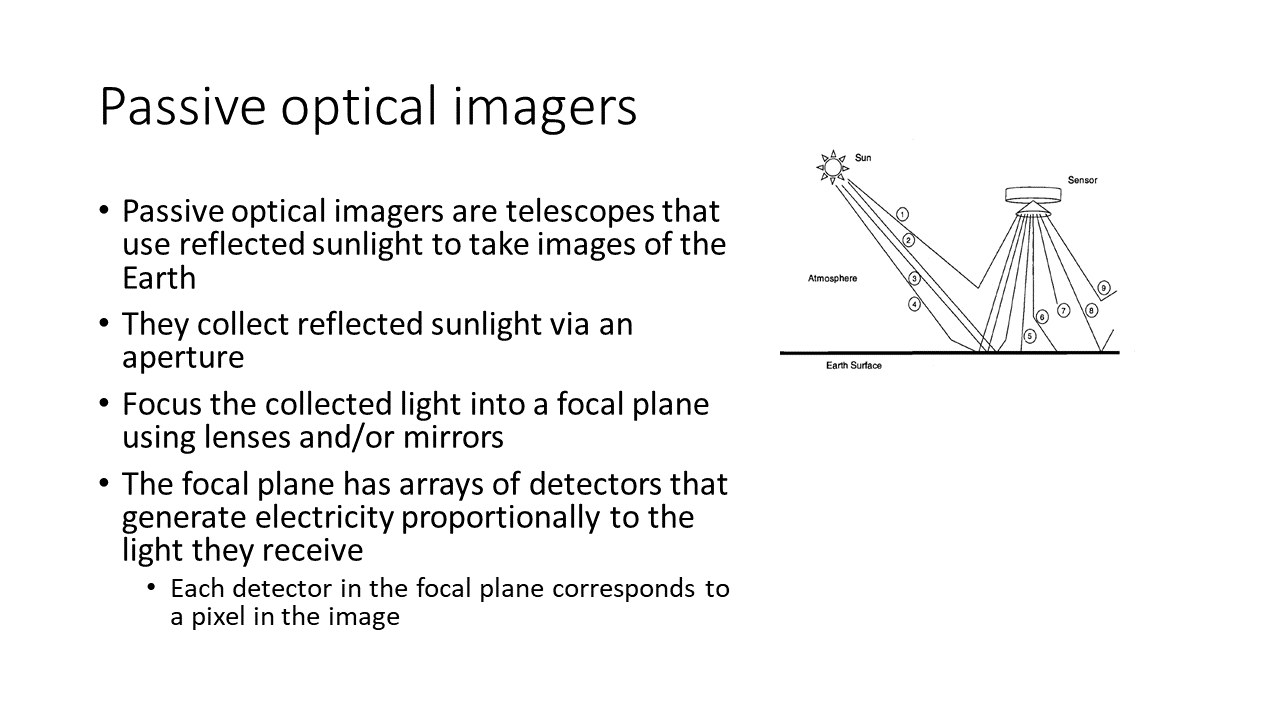 Passive optical imagers
• Passive optical imagers are telescopes that
use reflected sunlight to take images of the
Earth
• They collect reflected sunlight via an
aperture
• Focus the collected light into a focal plane
using lenses and/or mirrors
• The focal plane has arrays of detectors that
generate electricity proportionally to the
light they receive
• Each detector in the focal plane corresponds to
a pixel in the image
Sun
Sensor
1
2
Atmosphere
3
4
9
8
7
6
5
Earth Surface